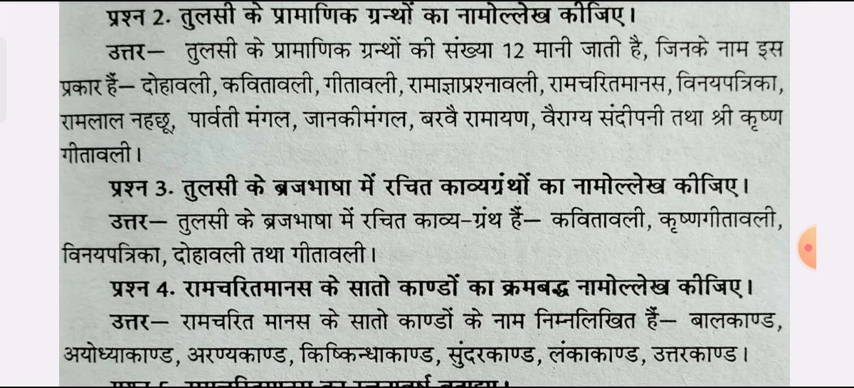 प्रश्न 2. तुलसी के प्रामाणिक ग्रन्थों का नामोल्लेख कीजिए।
उत्तर— तुलसी के प्रामाणिक ग्रन्थों की संख्या 12 मानी जाती है, जिनके नाम इस
प्रकार हैं— दोहावली, कवितावली, गीतावली, रामाज्ञाप्रश्नावली, रामचरितमानस, विनयपत्रिका,
रामलाल नहछू, पार्वती मंगल, जानकीमंगल, बरवै रामायण, वैराग्य संदीपनी तथा श्री कृष्ण
गीतावली।
प्रश्न 3. तुलसी के ब्रजभाषा में रचित काव्यग्रंथों का नामोल्लेख कीजिए।
उत्तर— तुलसी के ब्रजभाषा में रचित काव्य-ग्रंथ हैं— कवितावली, कृष्णगीतावली,
विनयपत्रिका, दोहावली तथा गीतावली।
प्रश्न 4. रामचरितमानस के सातो काण्डों का क्रमबद्ध नामोल्लेख कीजिए।
उत्तर— रामचरित मानस के सातो काण्डों के नाम निम्नलिखित हैं— बालकाण्ड,
अयोध्याकाण्ड, अरण्यकाण्ड, किष्किन्धाकाण्ड, सुंदरकाण्ड, लंकाकाण्ड, उत्तरकाण्ड।